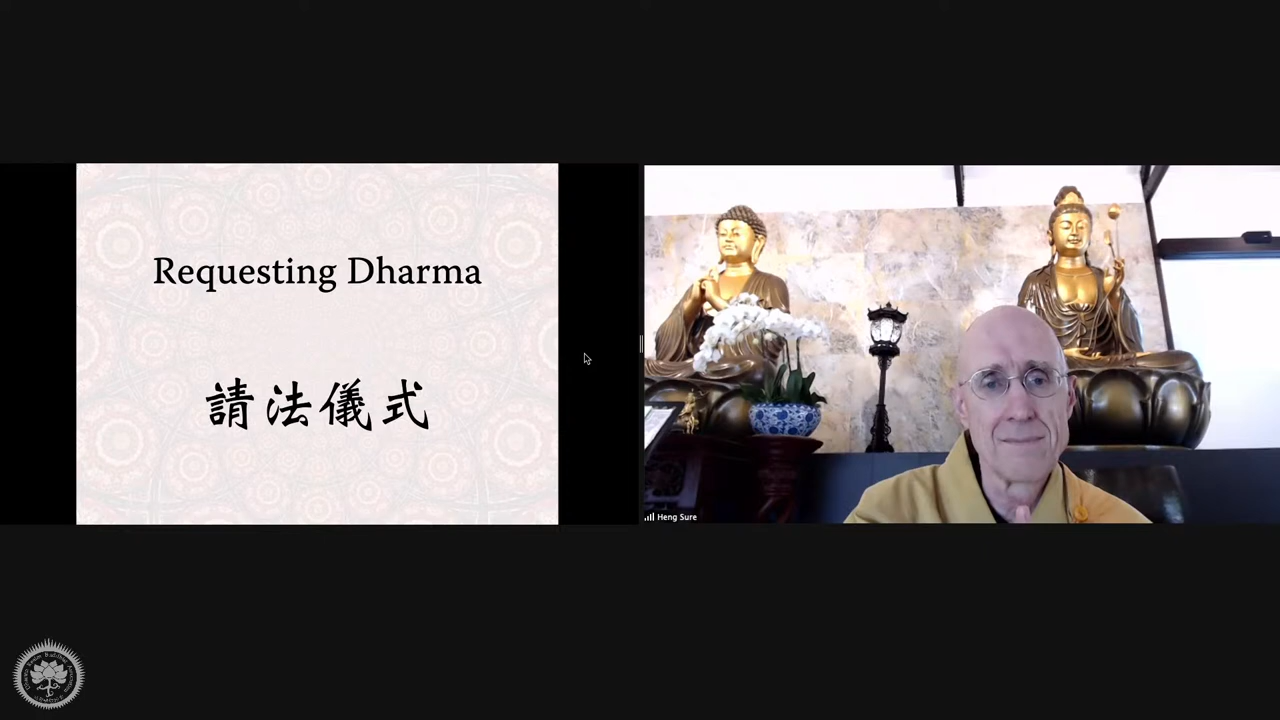 Requesting Dharma
請法儀式
Heng Sure